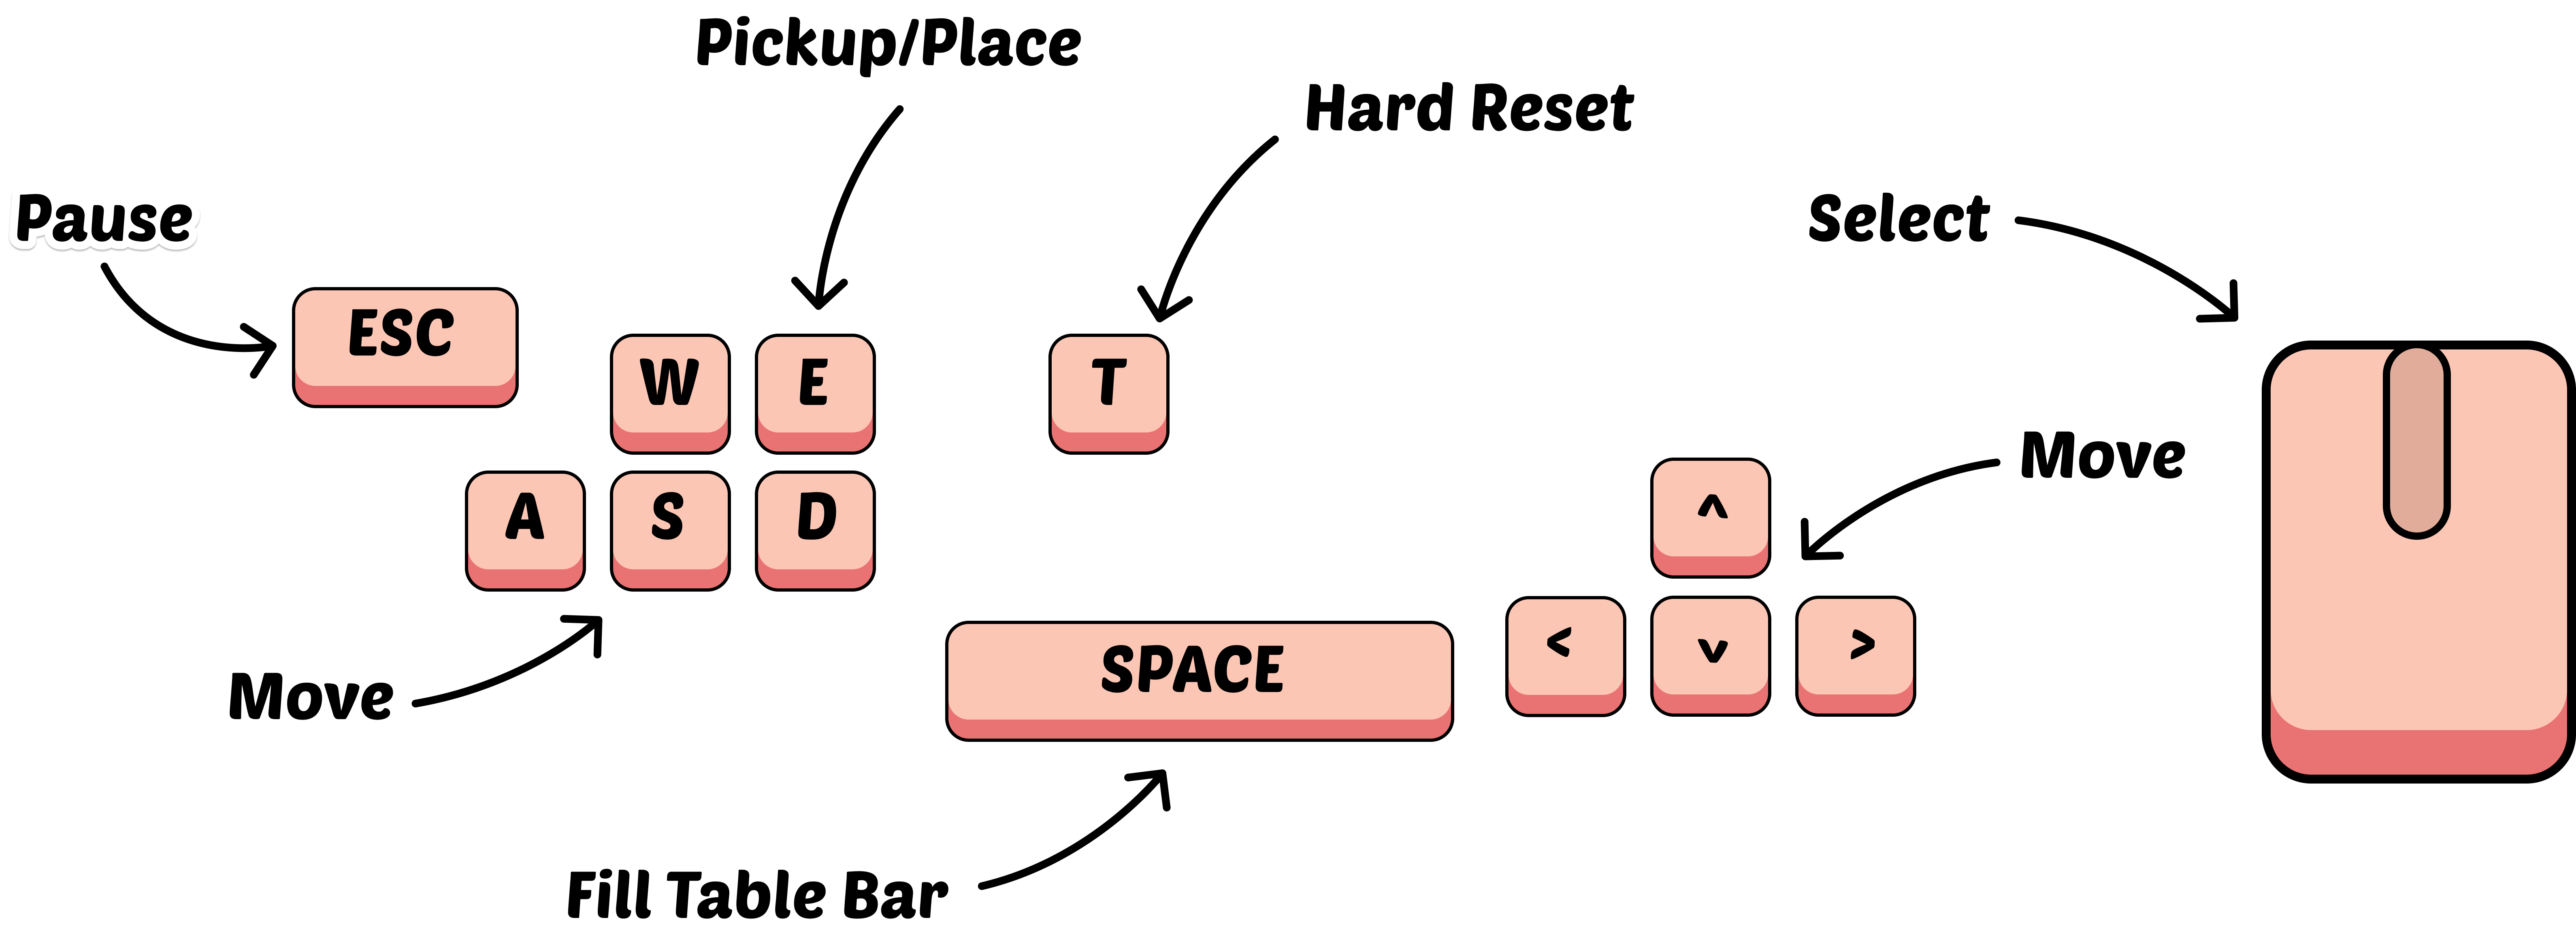 Pickup/Place
Hard Reset
Pause
Select
ESC
W E T
Move
A S D
^
SPACE
< v >
Move
Fill Table Bar